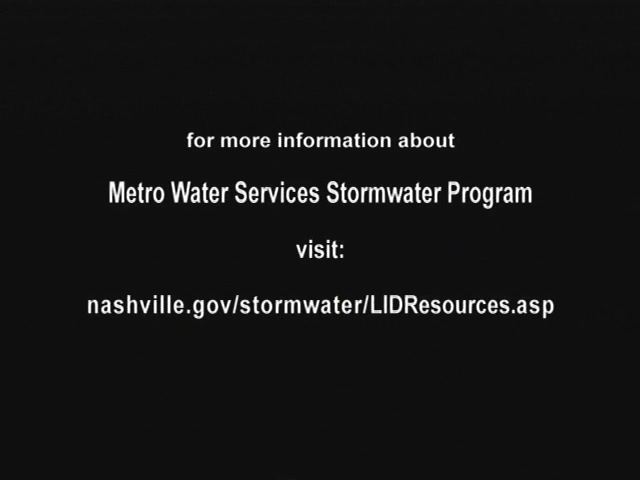 for more information about
Metro Water Services Stormwater Program
visit:
nashville.gov/stormwater/LIDResources.asp